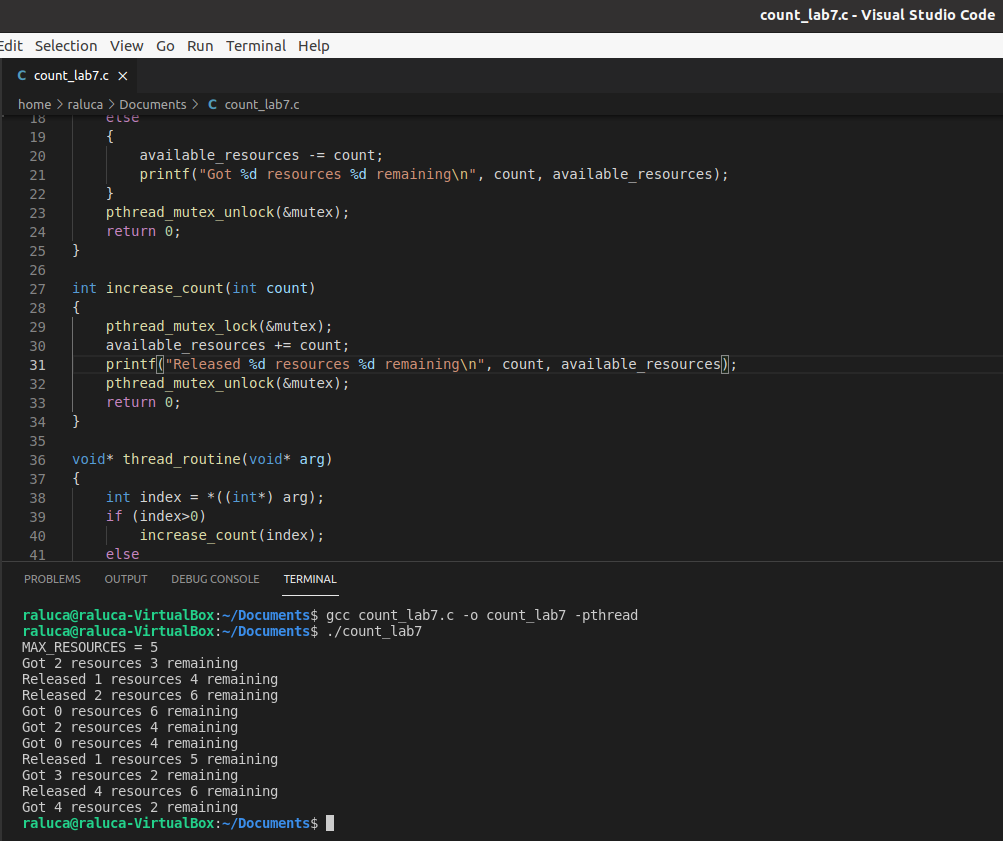 count_lab7.c - Visual Studio Code
Edit Selection View Go Run Terminal Help
C count_lab7.c ×
home > raluca > Documents > C count_lab7.c
18 else
19 {
20 available_resources -= count;
21 printf("Got %d resources %d remaining\n", count, available_resources);
22 }
23 pthread_mutex_unlock(&mutex);
24 return 0;
25 }
26
27 int increase_count(int count)
28 {
29 pthread_mutex_lock(&mutex);
30 available_resources += count;
31 printf("Released %d resources %d remaining\n", count, available_resources);
32 pthread_mutex_unlock(&mutex);
33 return 0;
34 }
35
36 void* thread_routine(void* arg)
37 {
38 int index = *((int*) arg);
39 if (index>0)
40 increase_count(index);
41 else
PROBLEMS OUTPUT DEBUG CONSOLE TERMINAL
raluca@raluca-VirtualBox:~/Documents$ gcc count_lab7.c -o count_lab7 -pthread
raluca@raluca-VirtualBox:~/Documents$ ./count_lab7
MAX_RESOURCES = 5
Got 2 resources 3 remaining
Released 1 resources 4 remaining
Released 2 resources 6 remaining
Got 0 resources 6 remaining
Got 2 resources 4 remaining
Got 0 resources 4 remaining
Released 1 resources 5 remaining
Got 3 resources 2 remaining
Released 4 resources 6 remaining
Got 4 resources 2 remaining
raluca@raluca-VirtualBox:~/Documents$